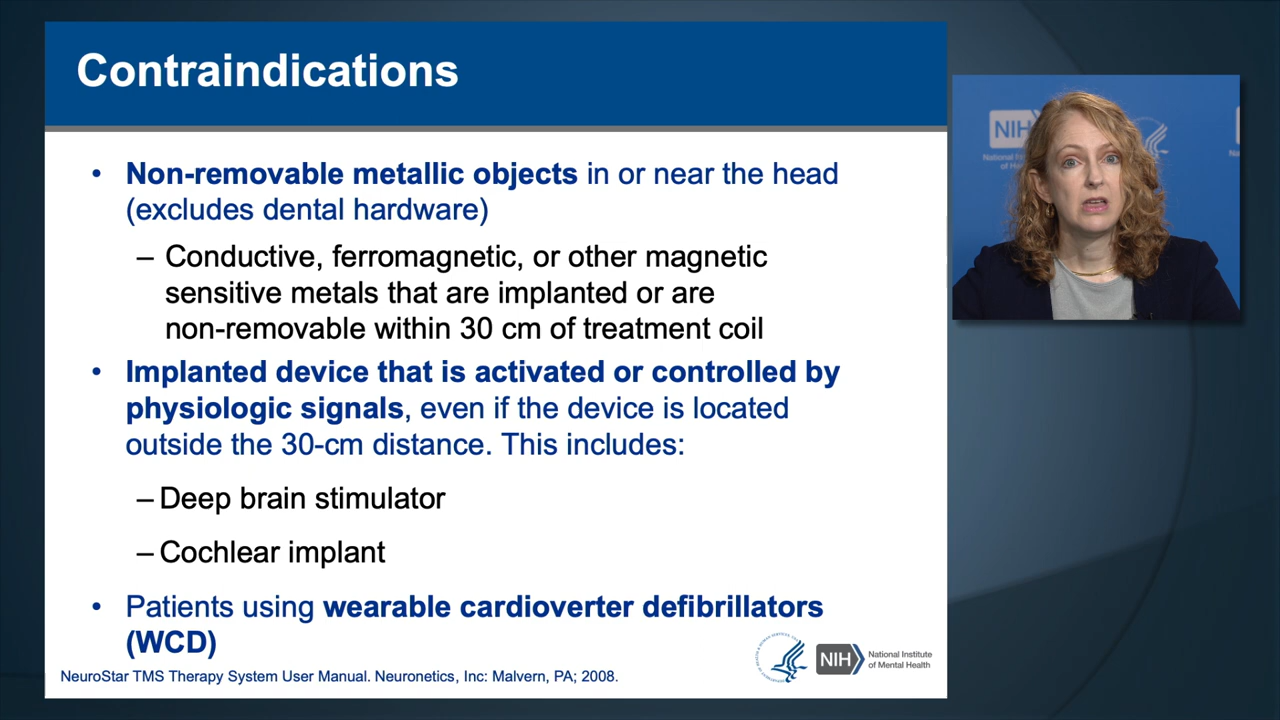 Contraindications
• Non-removable metallic objects in or near the head
(excludes dental hardware)
– Conductive, ferromagnetic, or other magnetic
sensitive metals that are implanted or are
non-removable within 30 cm of treatment coil
• Implanted device that is activated or controlled by
physiologic signals, even if the device is located
outside the 30-cm distance. This includes:
– Deep brain stimulator
– Cochlear implant
• Patients using wearable cardioverter defibrillators
(WCD)
NeuroStar TMS Therapy System User Manual. Neuronetics, Inc: Malvern, PA; 2008.
NIH
National Institute
of Mental Health
NIH